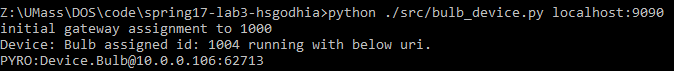 Z:\UMass\DOS\code\spring17-lab3-hsgodhia>python ./src/bulb_device.py localhost:9090
initial gateway assignment to 1000
Device: Bulb assigned id: 1004 running with below uri.
PYRO:Device.Bulb@10.0.0.106:62713